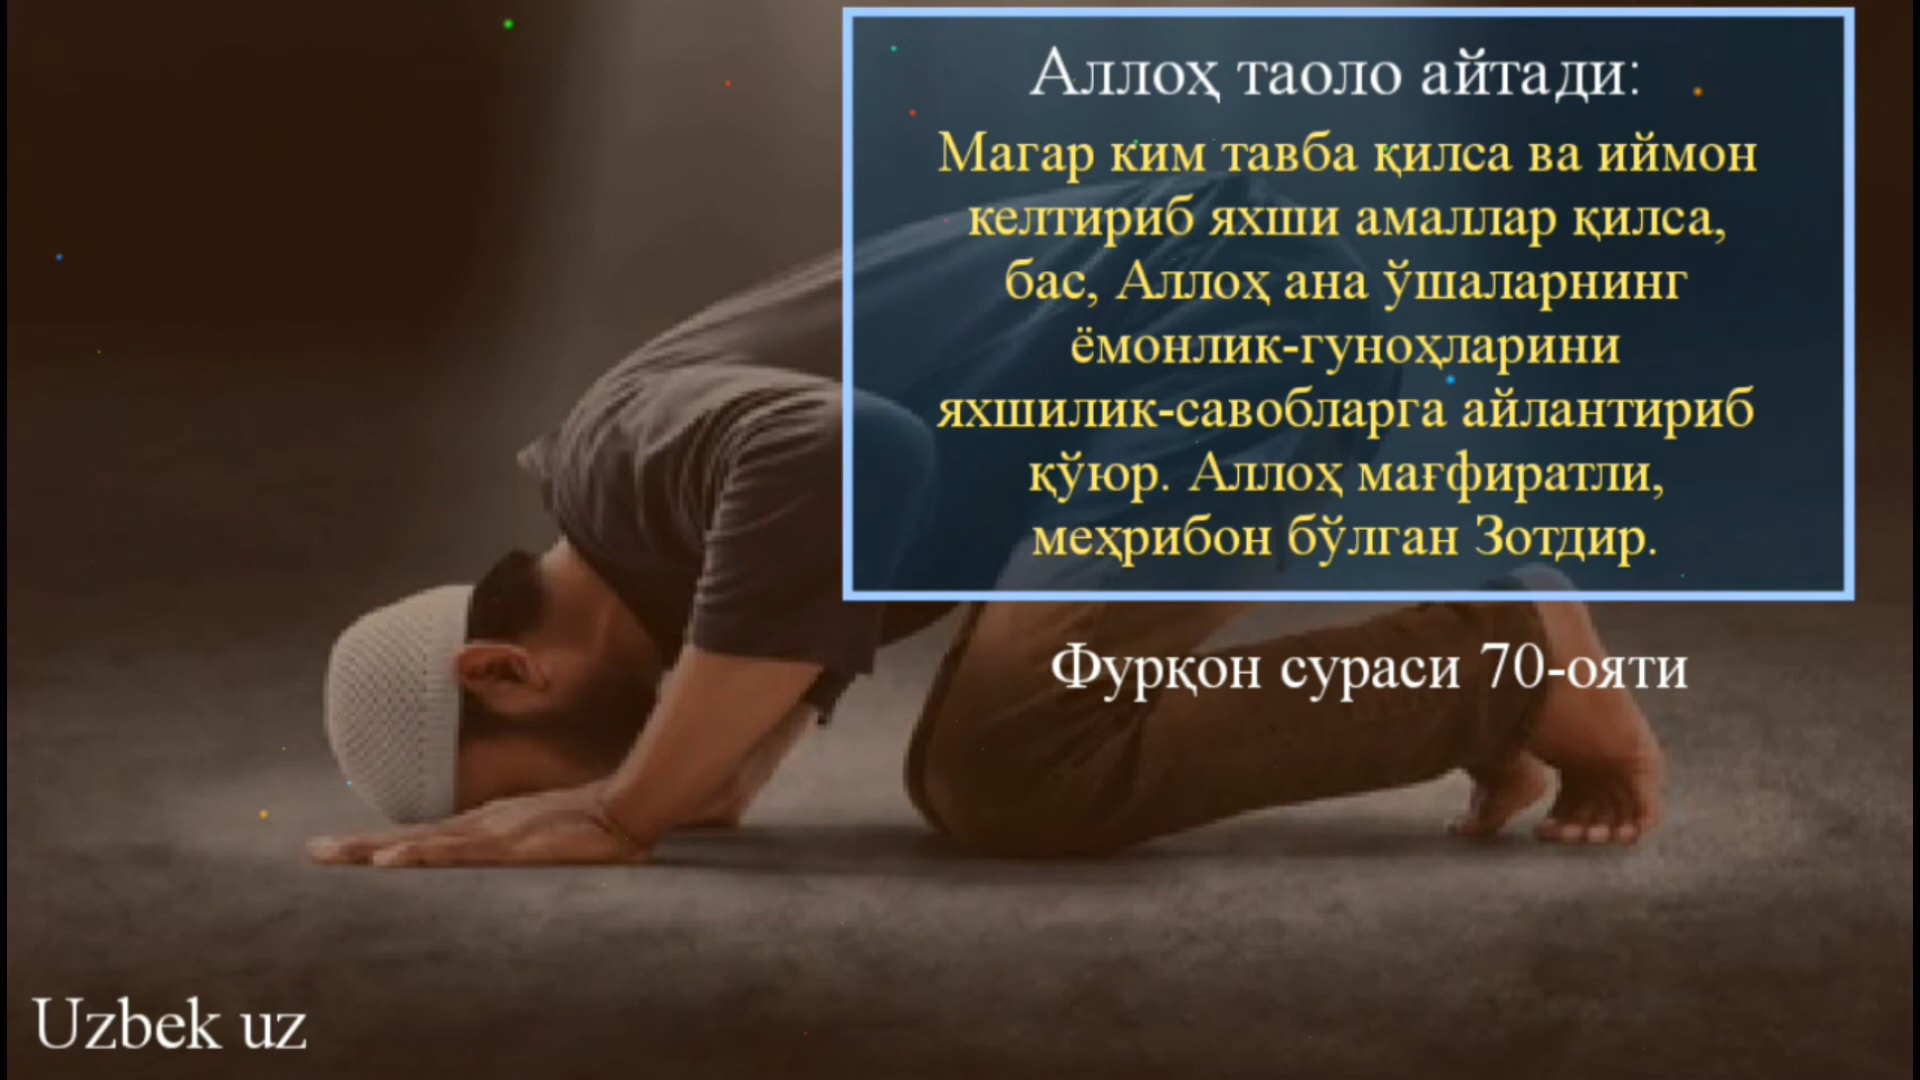 Аллоҳ таоло айтади:
Магар ким тавба қилса ва иймон
келтириб яхши амаллар қилса,
бас, Аллоҳ ана ўшаларнинг
ёмонлик-гуноҳларини
яхшилик-савобларга айлантириб
қўюр. Аллоҳ мағфиратли,
меҳрибон бўлган Зотдир.
Фурқон сураси 70-ояти
Uzbek uz